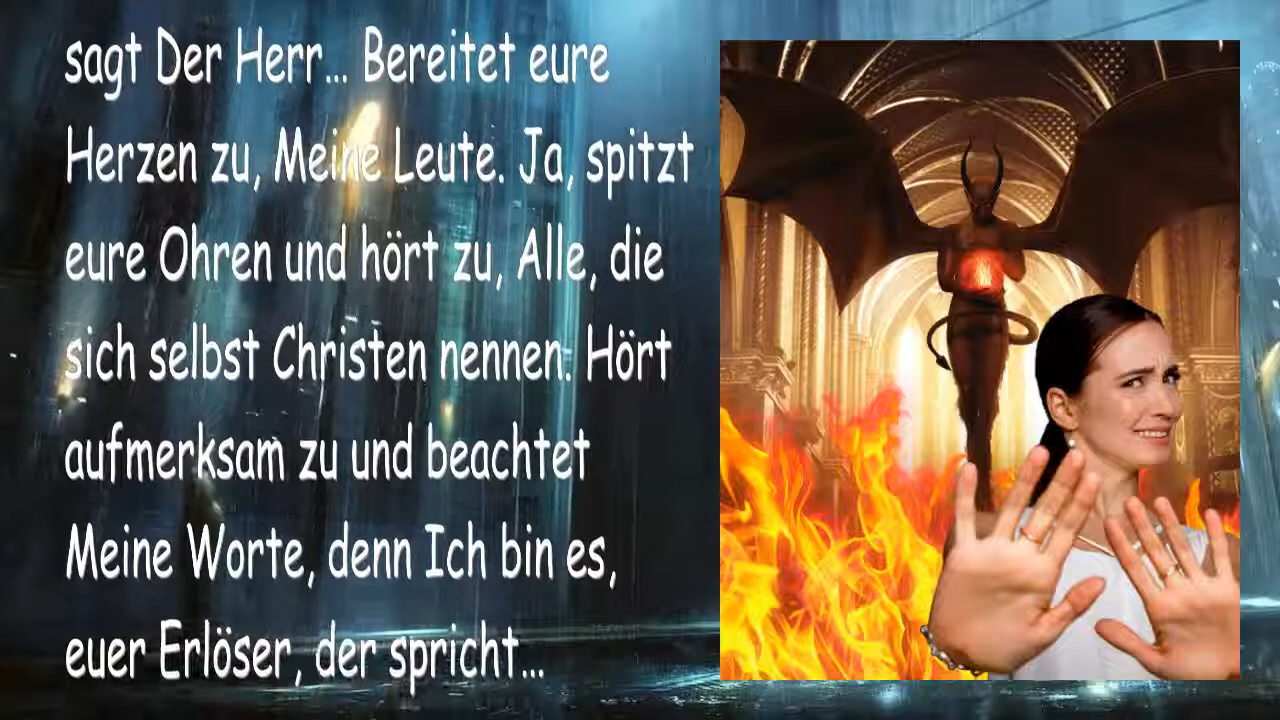 sagt Der Herr... Bereitet eure
Herzen zu, Meine Leute. Ja, spitzt
eure Ohren und hört zu, Alle, die
sich selbst Christen nennen. Hört
aufmerksam zu und beachtet
Meine Worte, denn Ich bin es,
euer Erlöser, der spricht...